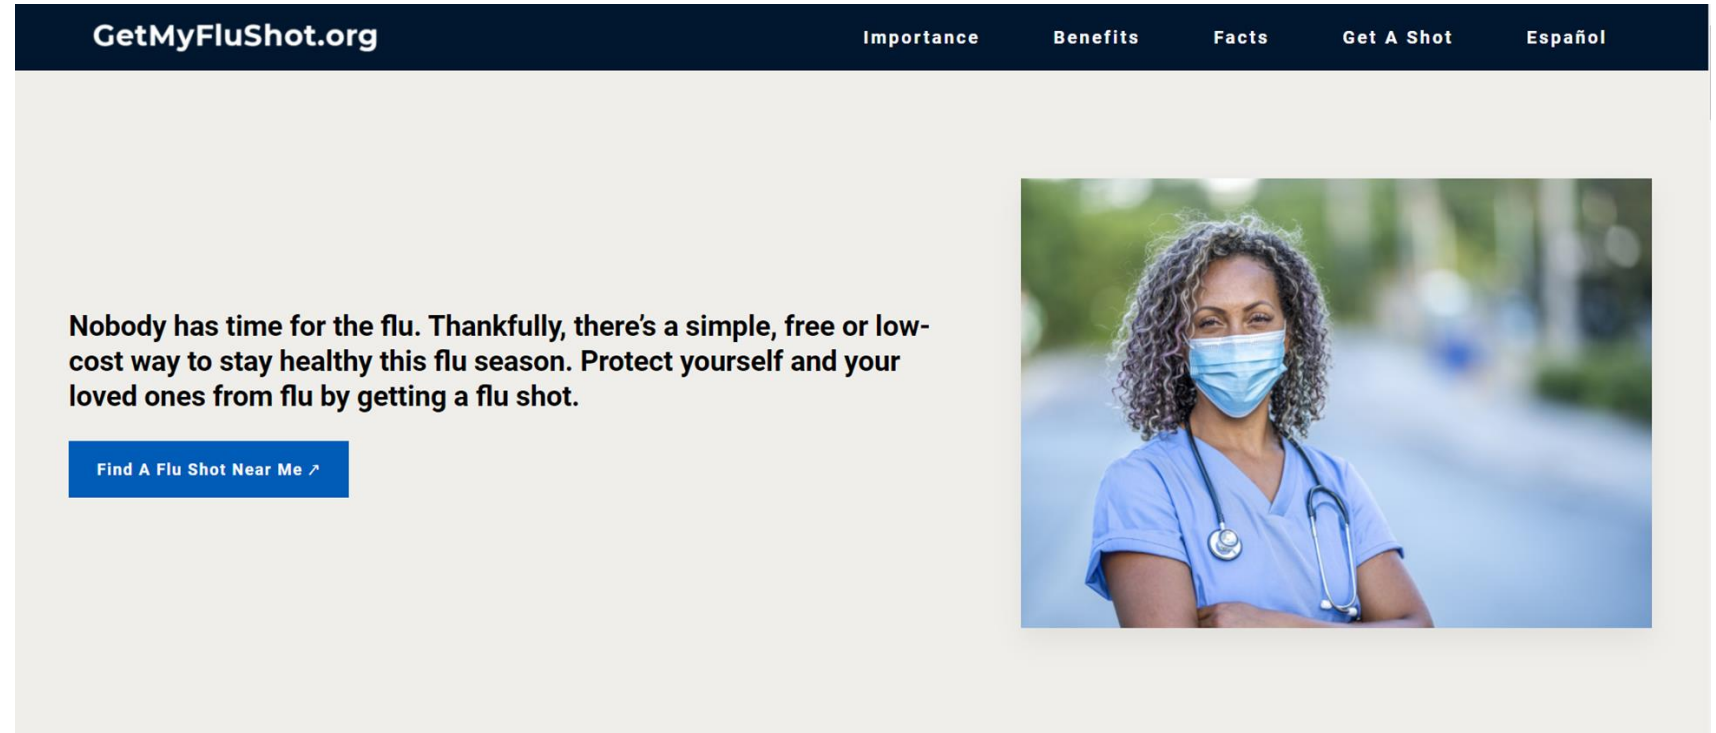 GetMyFluShot.org
Importance
Benefits
Facts
Get A Shot
Español
Nobody has time for the flu. Thankfully, there’s a simple, free or low-
cost way to stay healthy this flu season. Protect yourself and your
loved ones from flu by getting a flu shot.
Find A Flu Shot Near Me ↗